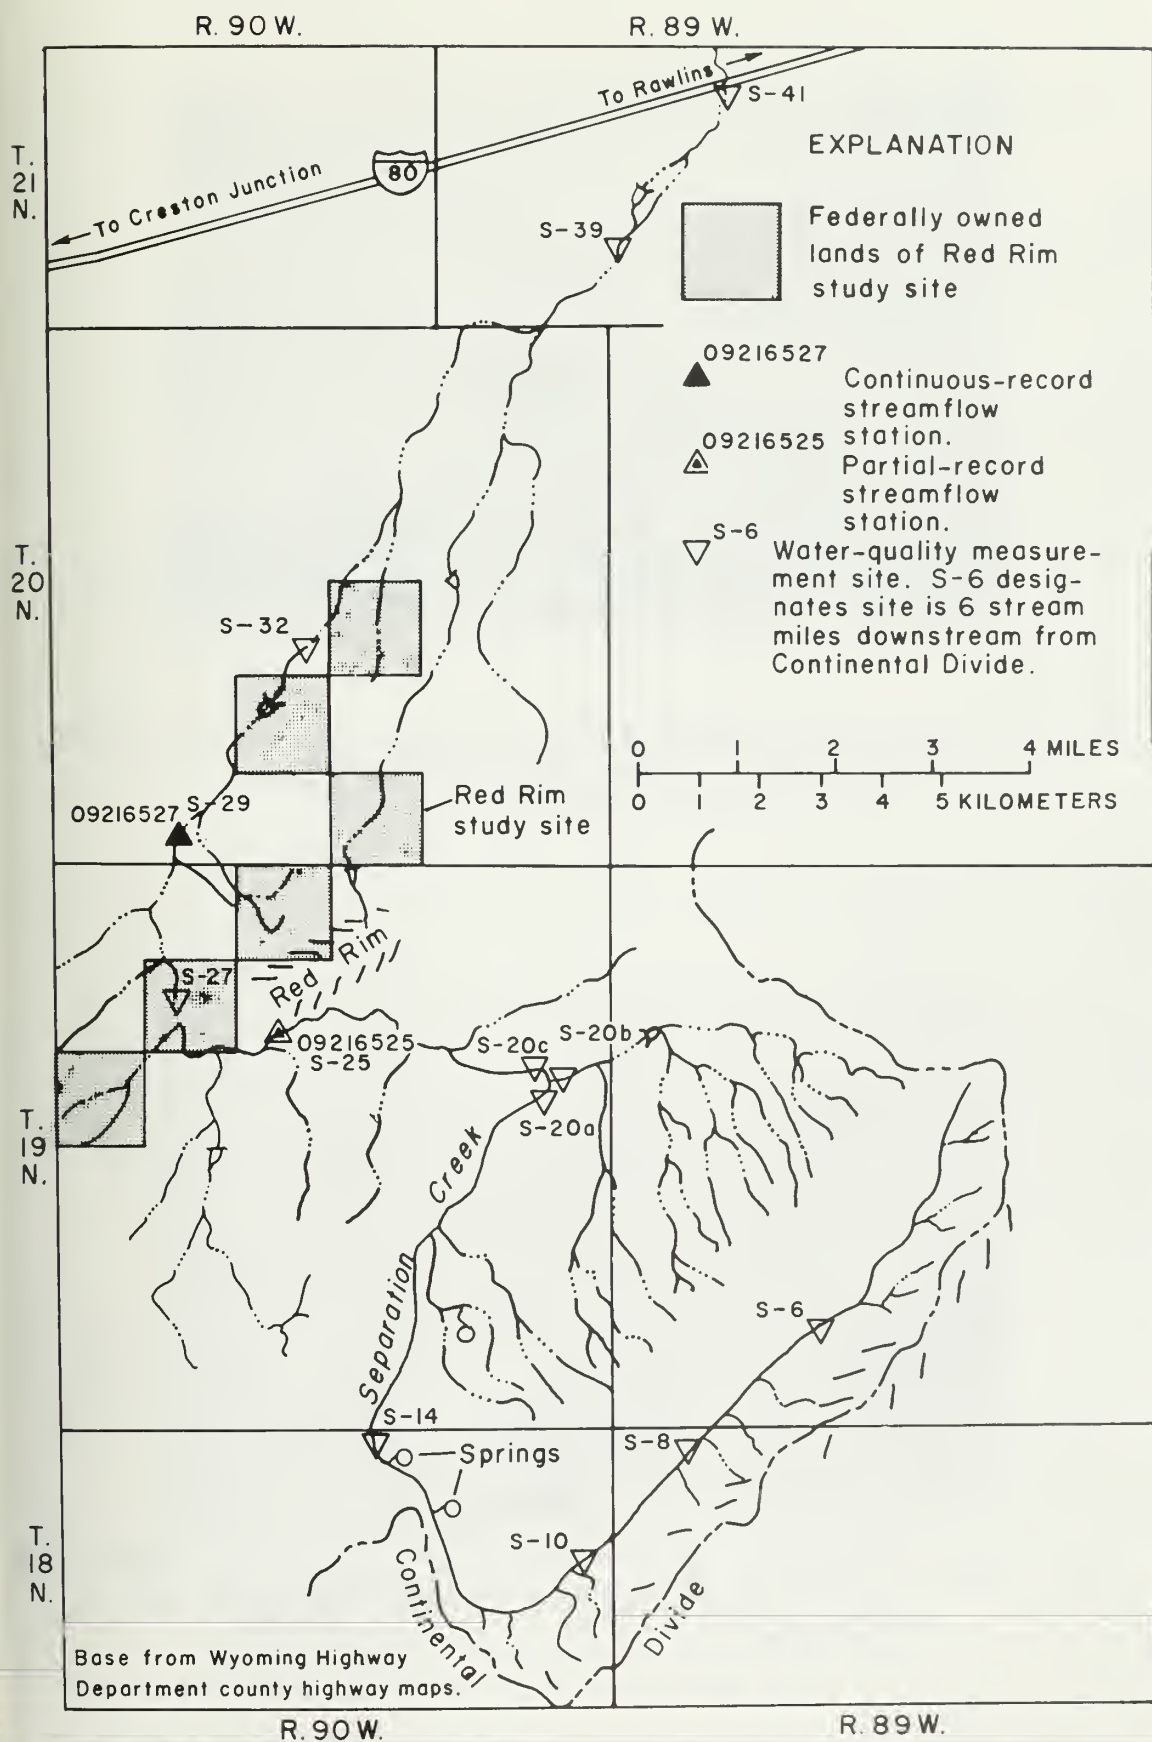 R. 90 W.
R. 89 W.
To Rawlins
S-41
T.
21
N.
EXPLANATION
80
To Creston Junction
Federally owned
lands of Red Rim
study site
S-39
09216527
Continuous-record
streamflow
station.
09216525
Partial-record
streamflow
station.
S-6
Water-quality measure-
ment site. S-6 desig-
nates site is 6 stream
miles downstream from
Continental Divide.
T.
20
N.
S-32
0 1 2 3 4 MILES
0 1 2 3 4 5 KILOMETERS
Red Rim
study site
S-29
09216527
Red Rim
S-27
09216525
S-25
S-20c
S-20b
S-20a
T.
19
N.
Separation Creek
S-6
S-14
S-8
Springs
S-10
T.
18
N.
Continental Divide
Base from Wyoming Highway
Department county highway maps.
R. 90 W.
R. 89 W.